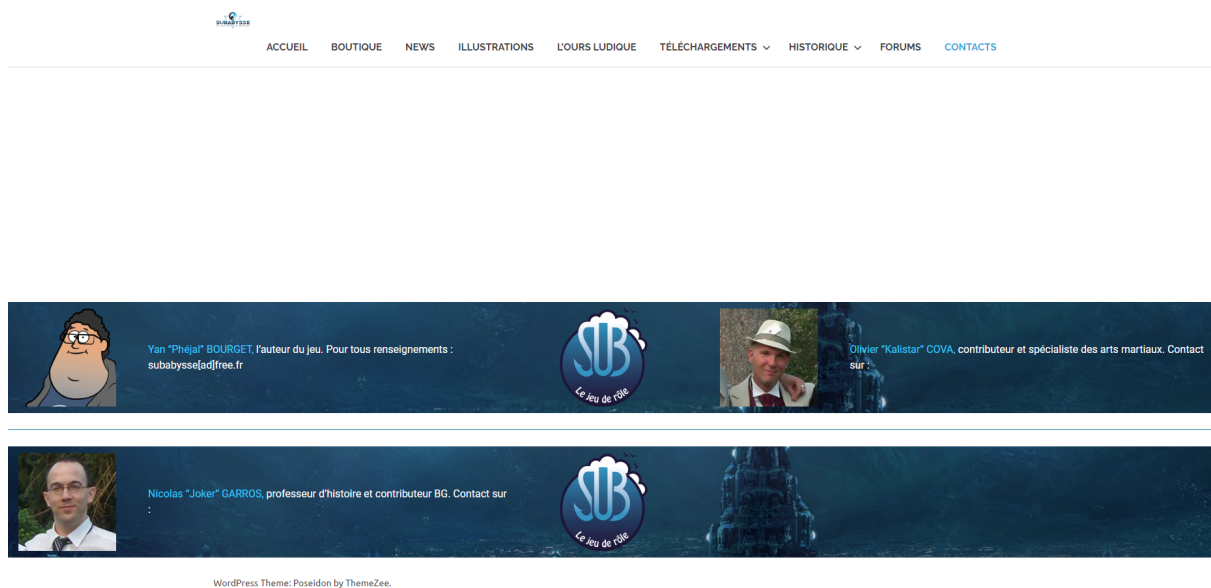 SUBABYSSE
ACCUEIL BOUTIQUE NEWS ILLUSTRATIONS L'OURS LUDIQUE TÉLÉCHARGEMENTS HISTORIQUE FORUMS CONTACTS
Yan "Phéjal" BOURGET, l'auteur du jeu. Pour tous renseignements :
subabysse[ad]free.fr
SUB
Le jeu de rôle
Olivier "Kalistar" COVA, contributeur et spécialiste des arts martiaux. Contact
sur :
Nicolas "Joker" GARROS, professeur d'histoire et contributeur BG. Contact sur
:
SUB
Le jeu de rôle
WordPress Theme: Poseidon by ThemeZee.